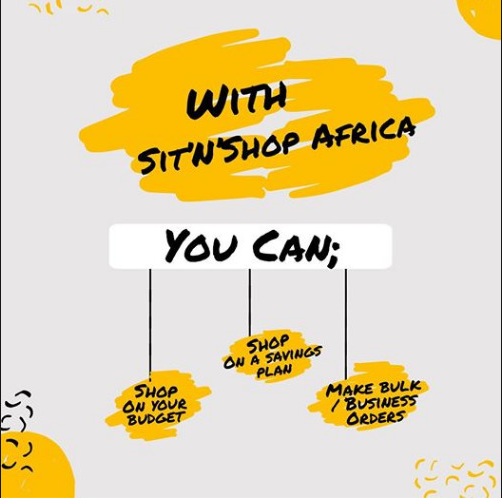 With
Sit'N'Shop Africa
You Can;
Shop
on your
budget
Shop
on a savings
plan
Make bulk
/ Business
Orders